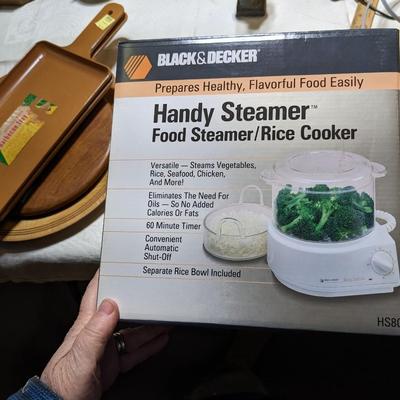 BLACK&DECKER
Prepares Healthy, Flavorful Food Easily
Handy Steamer™
Food Steamer/Rice Cooker
Versatile — Steams Vegetables,
Rice, Seafood, Chicken,
And More!
Eliminates The Need For
Oils — So No Added
Calories Or Fats
60 Minute Timer
Convenient
Automatic
Shut-Off
Separate Rice Bowl Included
HS80